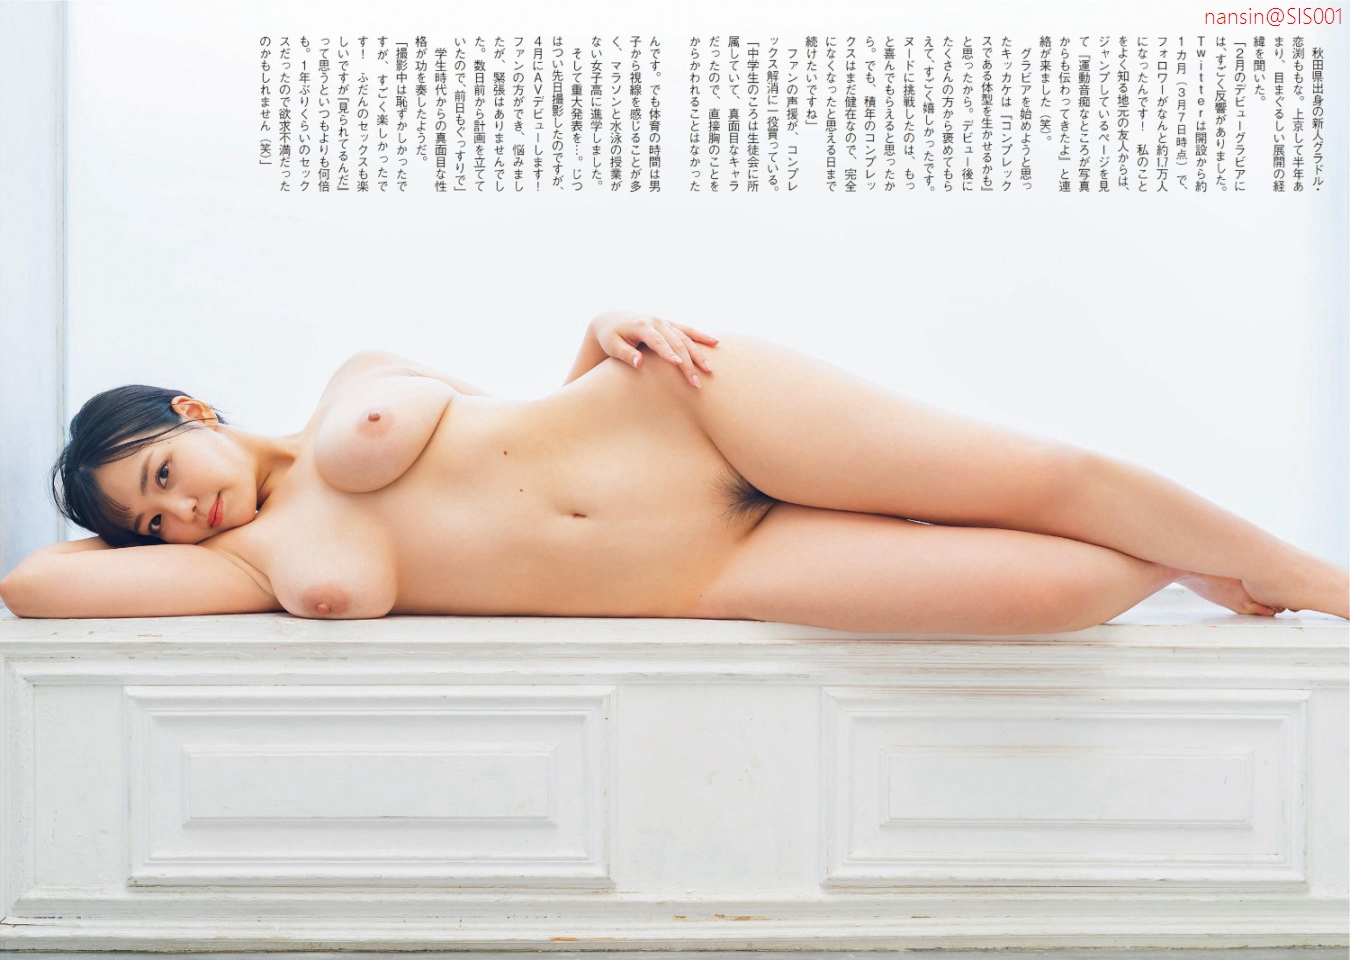 nansin@SIS001
秋田県出身の新人グラドル・
恋渕ももな。上京して半年あ
まり、目まぐるしい展開の経
緯を聞いた。
「2月のデビューグラビアに
は、すごく反響がありました。
Twitterは開設から約
1カ月（3月7日時点）で、
フォロワーがなんと約1.7万人
になったんです！　私のこと
をよく知る地元の友人からは、
ジャンプしているページを見
て『運動音痴なところが写真
からも伝わってきたよ』と連
絡が来ました（笑）。
グラビアを始めようと思っ
たキッカケは『コンプレック
スである体型を生かせるかも』
と思ったから。デビュー後に
たくさんの方から褒めてもら
えて、すごく嬉しかったです。
ヌードに挑戦したのは、もっ
と喜んでもらえると思ったか
ら。でも、積年のコンプレッ
クスはまだ健在なので、完全
になくなったと思える日まで
続けたいですね」
ファンの声援が、コンプレ
ックス解消に一役買っている。
「中学生のころは生徒会に所
属していて、真面目なキャラ
だったので、直接胸のことを
からかわれることはなかった
んです。でも体育の時間は男
子から視線を感じることが多
く、マラソンと水泳の授業が
ない女子高に進学しました。
そして重大発表を…。じつ
はつい先日撮影したのですが、
4月にAVデビューします！
ファンの方ができ、悩みまし
たが、緊張はありませんでし
た。数日前から計画を立てて
いたので、前日もぐっすりで」
学生時代からの真面目な性
格が功を奏したようだ。
「撮影中は恥ずかしかったで
すが、すごく楽しかったで
す！　ふだんのセックスも楽
しいですが『見られてるんだ』
って思うといつもよりも何倍
も。1年ぶりくらいのセック
スだったので欲求不満だった
のかもしれません（笑）」